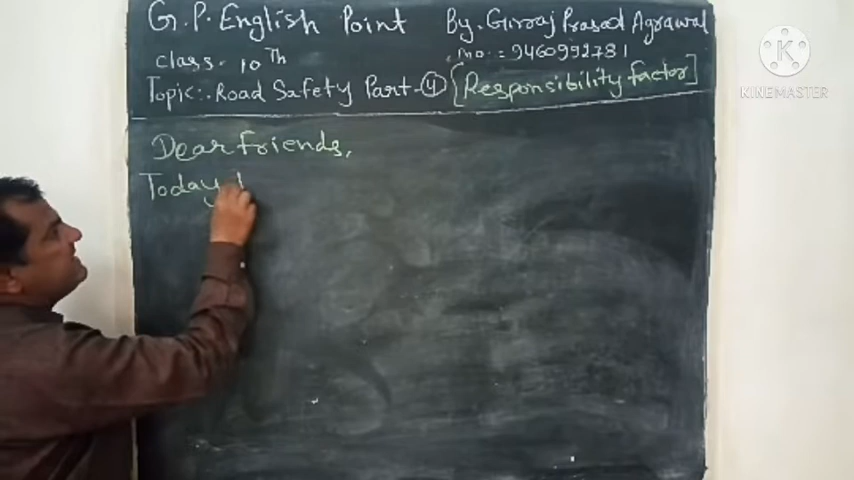 G.P. English Point By. Girraj Prasad Agrawal
Class- 10Th .mo.:= 9460992781
Topic:. Road Safety Part-4 [Responsibility factor]
Dear friends,
Today I
KINEMASTER